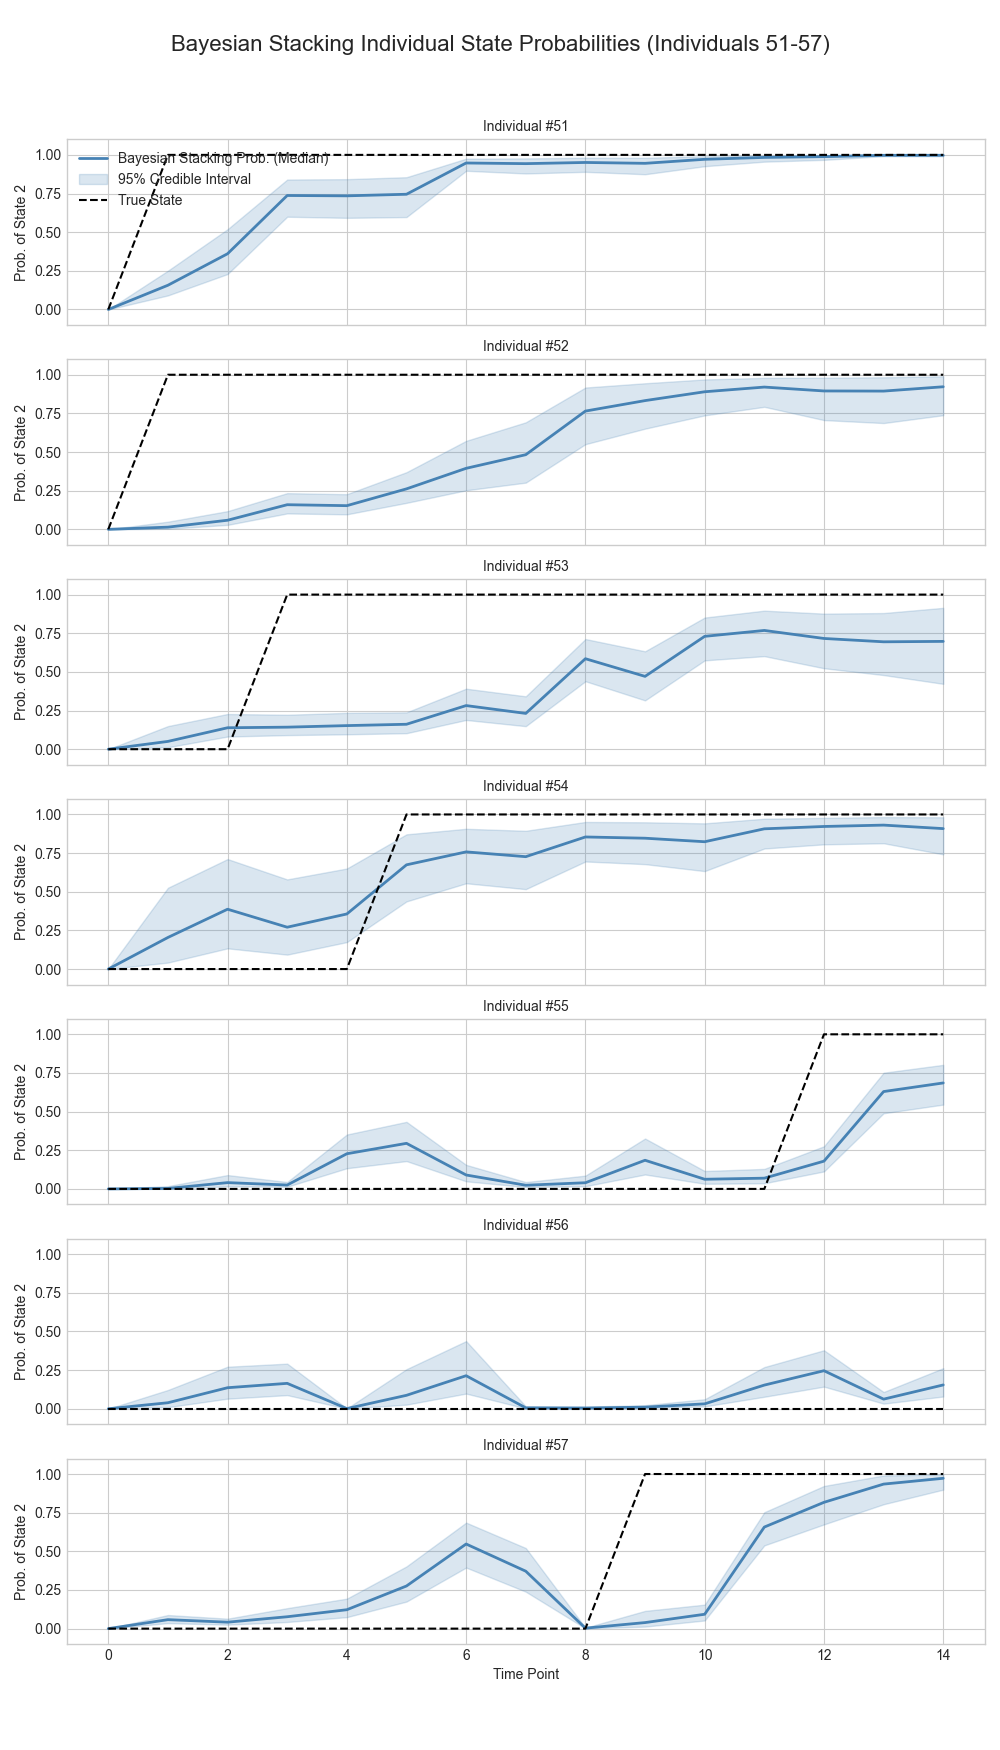 Bayesian Stacking Individual State Probabilities (Individuals 51-57)
Individual #51
Bayesian Stacking Prob. (Median)
95% Credible Interval
True State
Prob. of State 2
1.00
0.75
0.50
0.25
0.00
Individual #52
Prob. of State 2
1.00
0.75
0.50
0.25
0.00
Individual #53
Prob. of State 2
1.00
0.75
0.50
0.25
0.00
Individual #54
Prob. of State 2
1.00
0.75
0.50
0.25
0.00
Individual #55
Prob. of State 2
1.00
0.75
0.50
0.25
0.00
Individual #56
Prob. of State 2
1.00
0.75
0.50
0.25
0.00
Individual #57
Prob. of State 2
1.00
0.75
0.50
0.25
0.00
0 2 4 6 8 10 12 14
Time Point